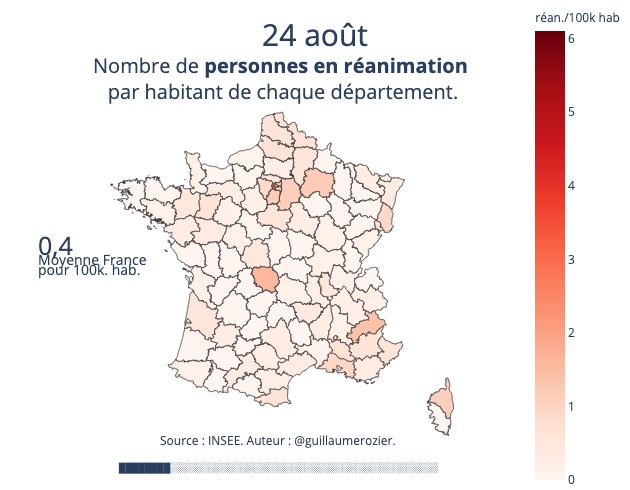 24 août
Nombre de personnes en réanimation
par habitant de chaque département.
réan./100k hab
6
5
4
3
2
1
0
0,4
Moyenne France
pour 100k. hab.
Source : INSEE. Auteur : @guillaumerozier.